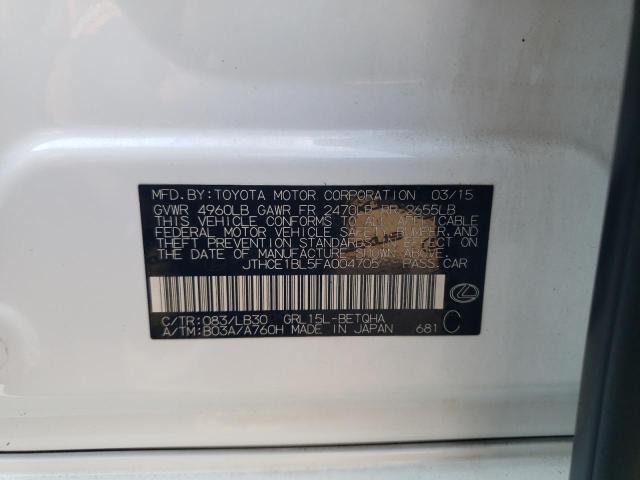 MFD. BY: TOYOTA MOTOR CORPORATION 03/15
GVWR 4960LB GAWR FR 2470LB RR 2655LB
THIS VEHICLE CONFORMS TO ALL APPLICABLE
FEDERAL MOTOR VEHICLE SAFETY, BUMPER, AND
THEFT PREVENTION STANDARDS IN EFFECT ON
THE DATE OF MANUFACTURE SHOWN ABOVE.
JTHCE1BL5FA004705 PASS CAR
C/TR: 083/LB30 GRL15L-BETQHA
A/TM: B03A/A760H MADE IN JAPAN 681 C